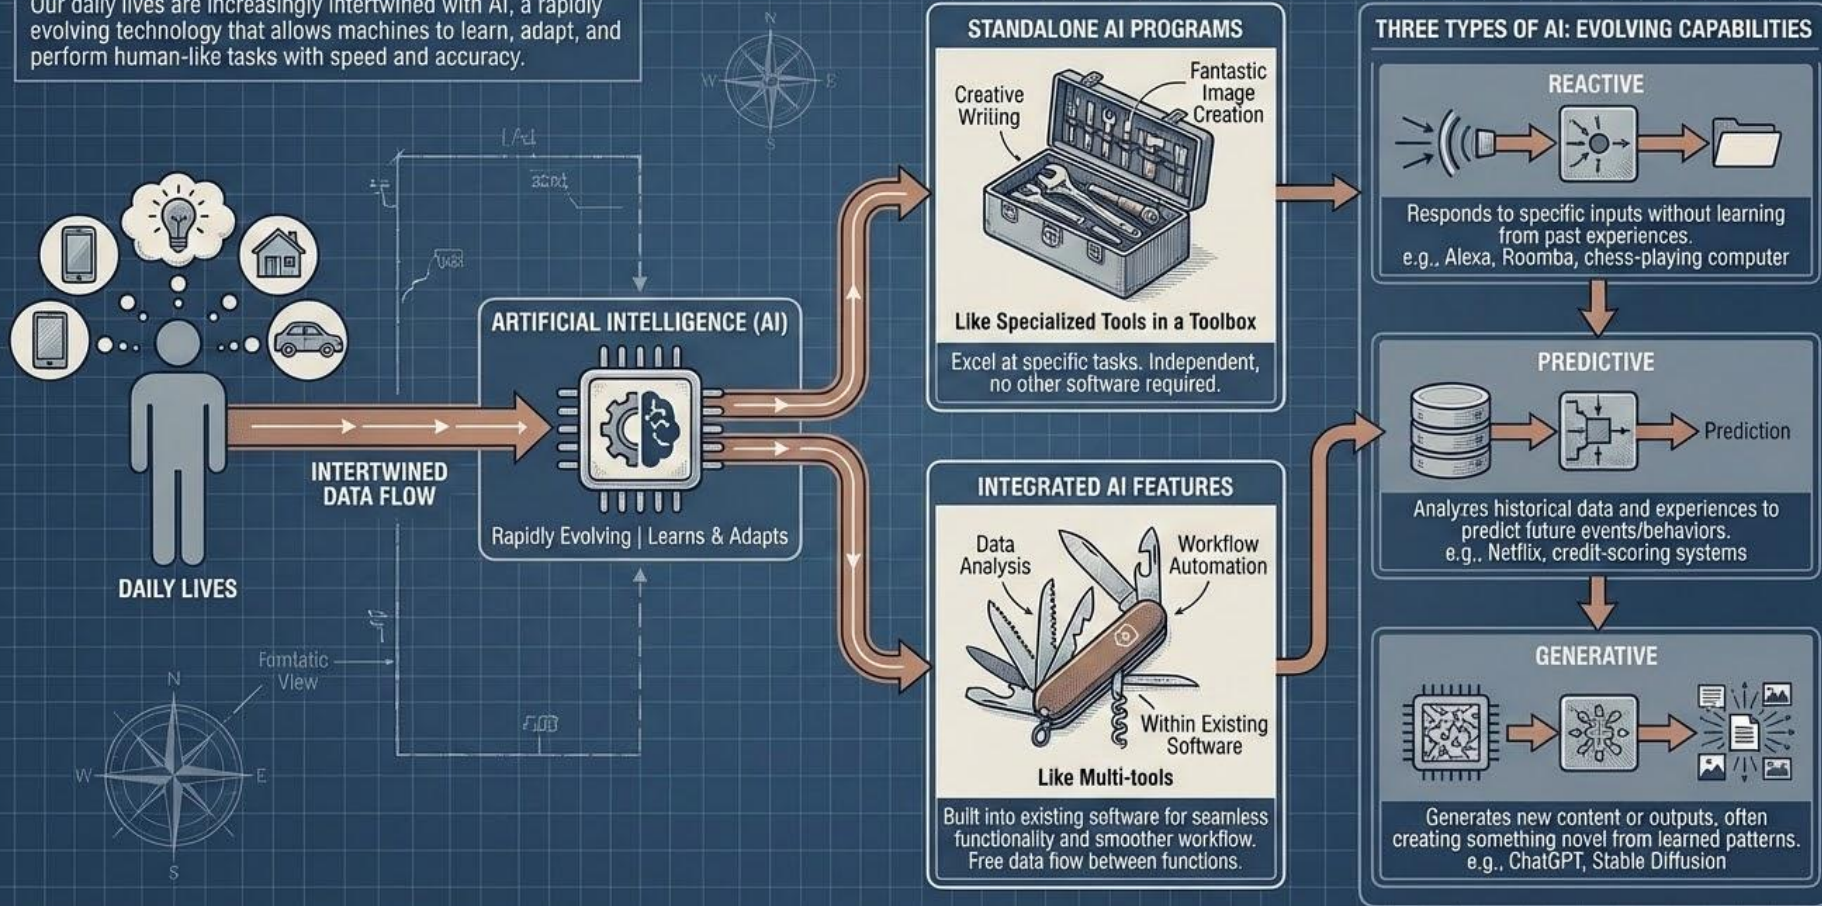 Our daily lives are increasingly intertwined with AI, a rapidly
evolving technology that allows machines to learn, adapt, and
perform human-like tasks with speed and accuracy.
N
W
E
S
DAILY LIVES
INTERTWINED
DATA FLOW
ARTIFICIAL INTELLIGENCE (AI)
Rapidly Evolving | Learns & Adapts
Fomtatic
View
N
W
E
S
STANDALONE AI PROGRAMS
Creative
Writing
Fantastic
Image
Creation
Like Specialized Tools in a Toolbox
Excel at specific tasks. Independent,
no other software required.
INTEGRATED AI FEATURES
Data
Analysis
Workflow
Automation
Within Existing
Software
Like Multi-tools
Built into existing software for seamless
functionality and smoother workflow.
Free data flow between functions.
THREE TYPES OF AI: EVOLVING CAPABILITIES
REACTIVE
Responds to specific inputs without learning
from past experiences.
e.g., Alexa, Roomba, chess-playing computer
PREDICTIVE
Prediction
Analyzes historical data and experiences to
predict future events/behaviors.
e.g., Netflix, credit-scoring systems
GENERATIVE
Generates new content or outputs, often
creating something novel from learned patterns.
e.g., ChatGPT, Stable Diffusion